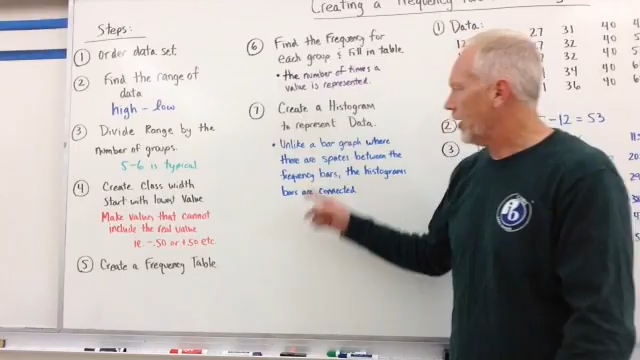 Creating a Frequency
Steps:
① Order data set
② Find the range of
data
high - low
③ Divide Range by the
number of groups.
5-6 is typical
④ Create Class width
Start with lowest Value
Make values that cannot
include the real value
ie. -.50 or +.50 etc.
⑤ Create a Frequency Table
⑥ Find the Frequency for
each group & Fill in table
• the number of times a
value is represented.
⑦ Create a Histogram
to represent Data.
• Unlike a bar graph where
there are spaces between the
frequency bars, the histograms
bars are connected
① Data:
27 31 40
32 40
34 40
36
②
-12 = 53
③
ib